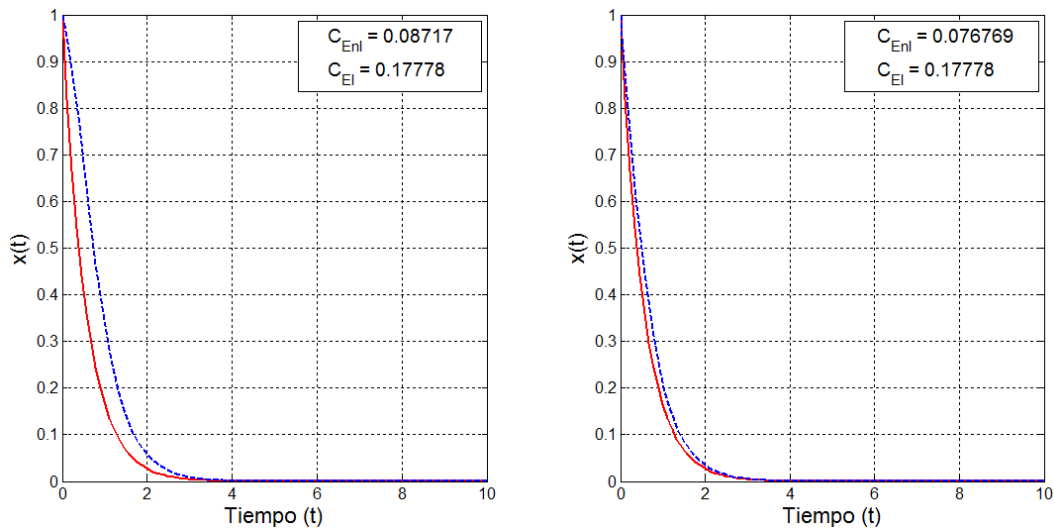 C_Enl = 0.08717
C_El = 0.17778
1
0.9
0.8
0.7
0.6
0.5
0.4
0.3
0.2
0.1
0
x(t)
0 2 4 6 8 10
Tiempo (t)
C_Enl = 0.076769
C_El = 0.17778
1
0.9
0.8
0.7
0.6
0.5
0.4
0.3
0.2
0.1
0
x(t)
0 2 4 6 8 10
Tiempo (t)